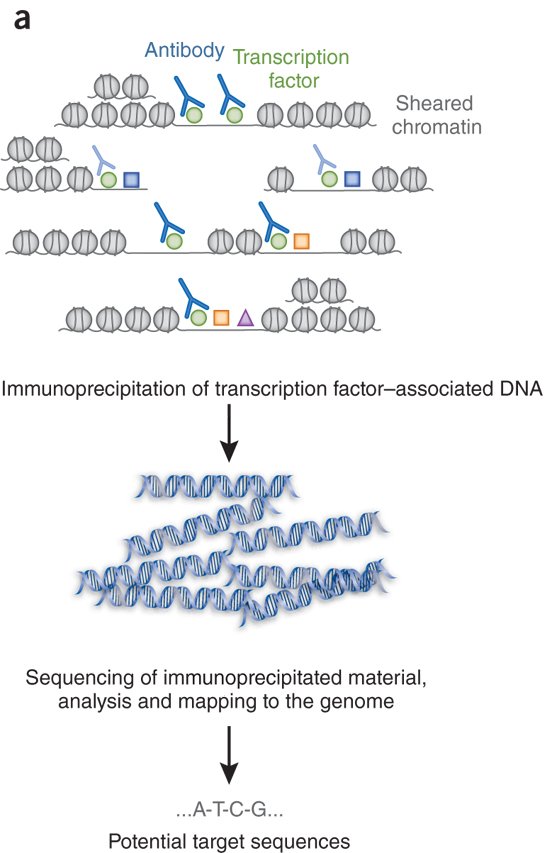 a
Antibody
Transcription
factor
Sheared
chromatin
Immunoprecipitation of transcription factor–associated DNA
Sequencing of immunoprecipitated material,
analysis and mapping to the genome
...A-T-C-G...
Potential target sequences